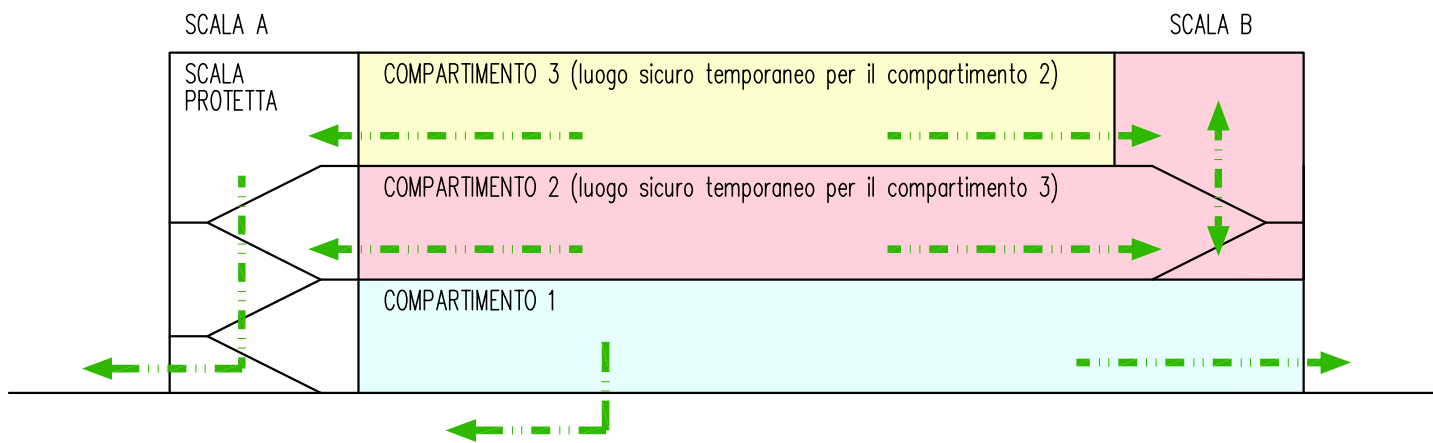 SCALA A
SCALA B
SCALA
PROTETTA
COMPARTIMENTO 3 (luogo sicuro temporaneo per il compartimento 2)
COMPARTIMENTO 2 (luogo sicuro temporaneo per il compartimento 3)
COMPARTIMENTO 1